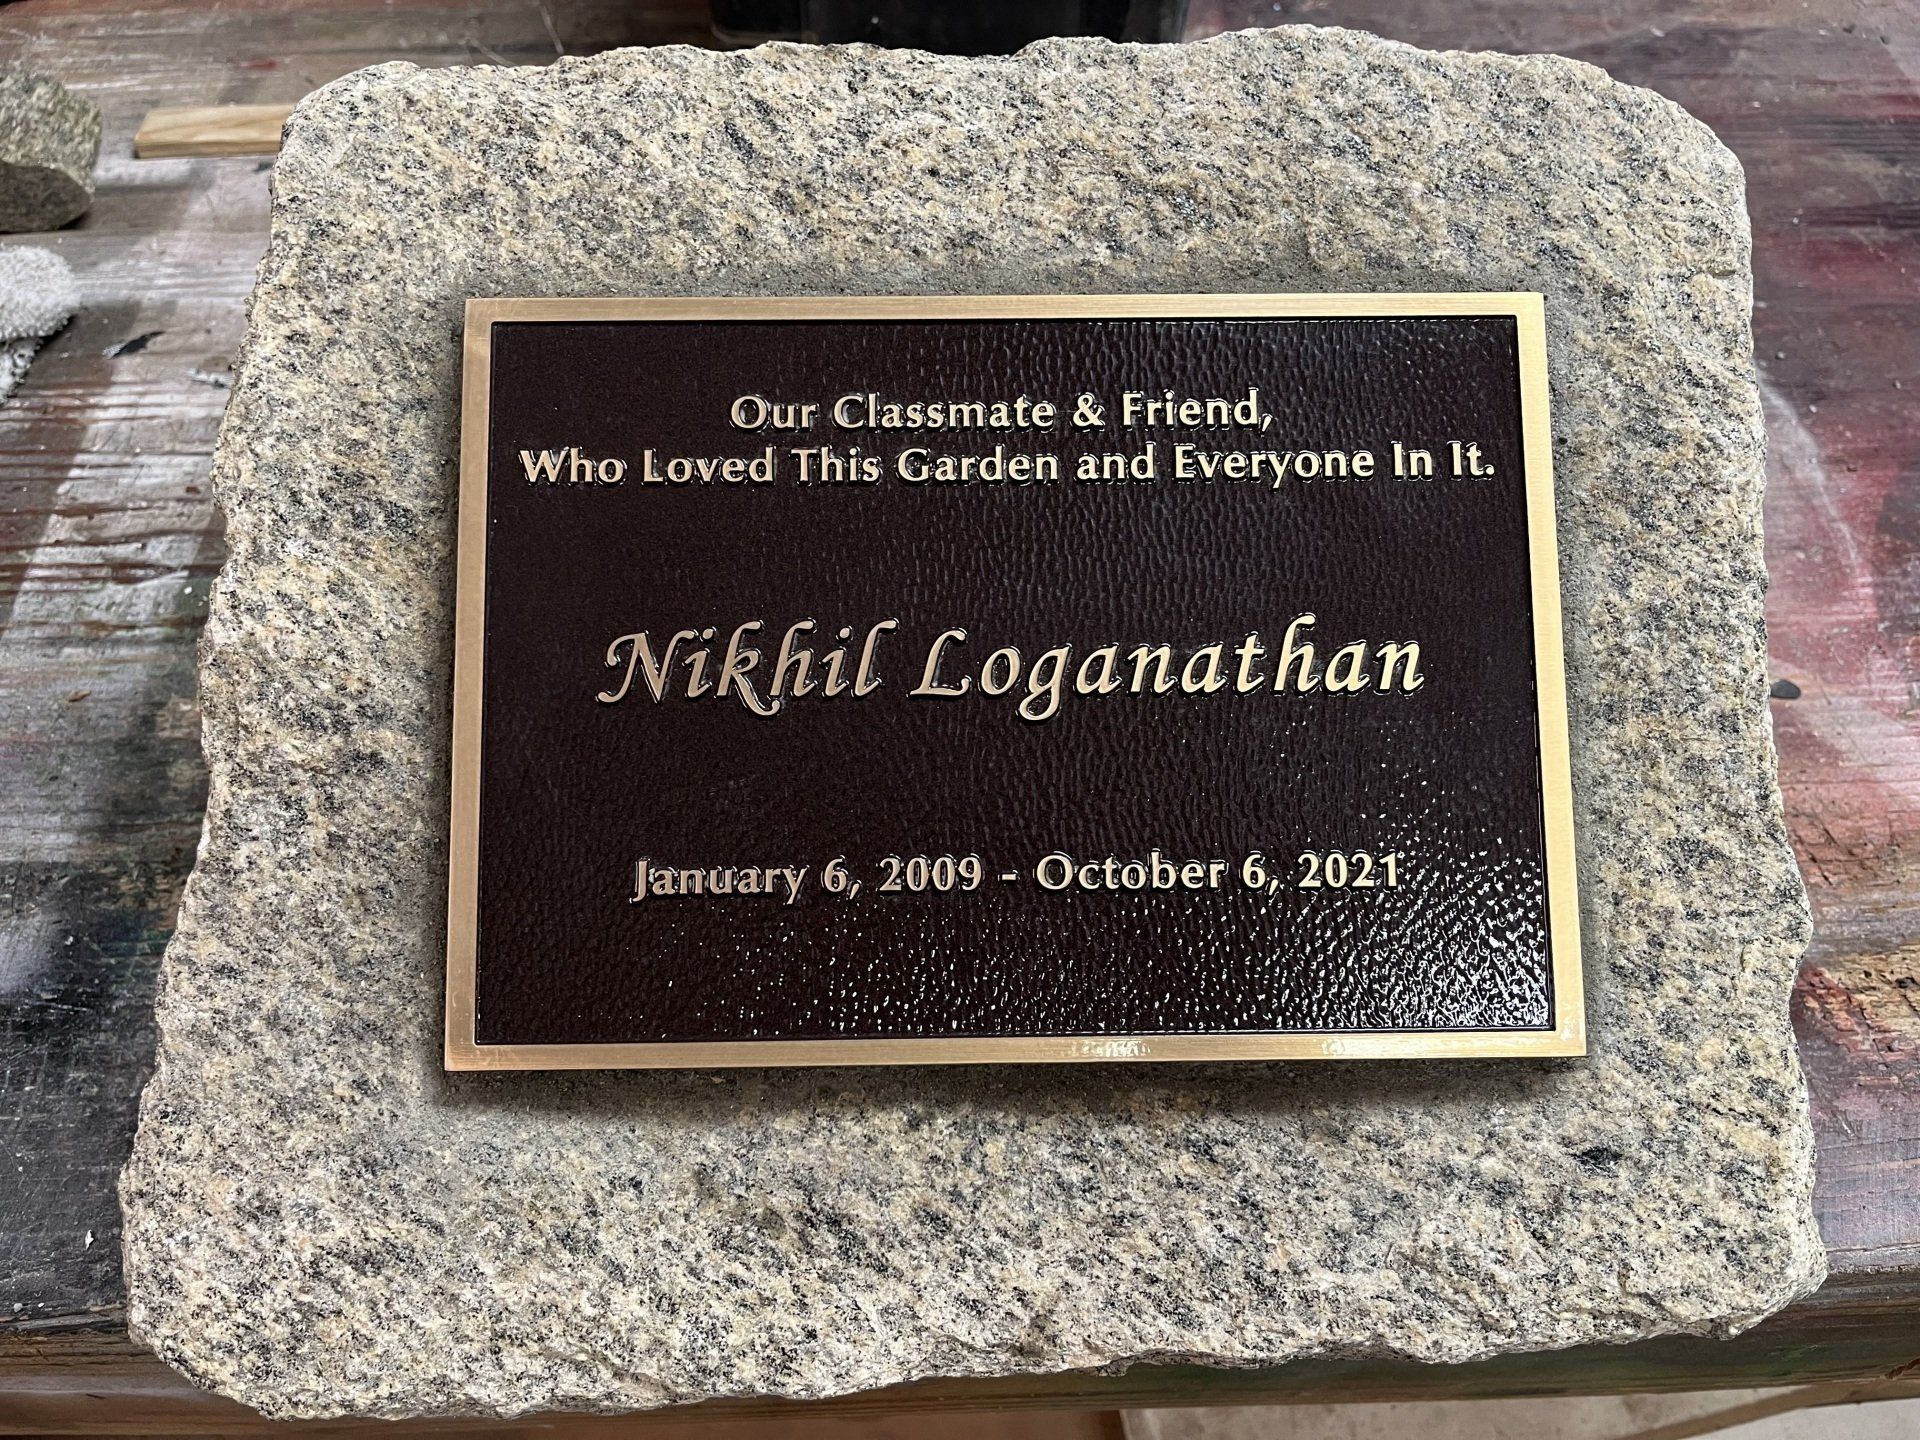 Our Classmate & Friend,
Who Loved This Garden and Everyone In It.
Nikhil Loganathan
January 6, 2009 - October 6, 2021